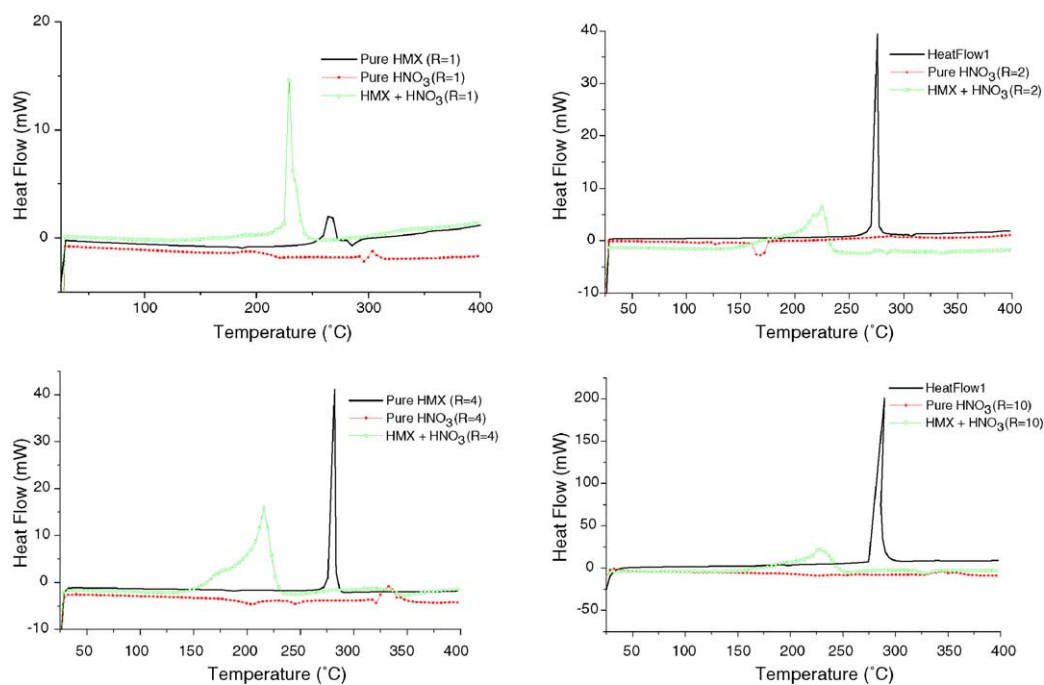 20
Pure HMX (R=1)
Pure HNO₃(R=1)
HMX + HNO₃(R=1)
10
0
Heat Flow (mW)
100 200 300 400
Temperature (˚C)
40
HeatFlow1
Pure HNO₃(R=2)
HMX + HNO₃(R=2)
30
20
10
0
-10
Heat Flow (mW)
50 100 150 200 250 300 350 400
Temperature (˚C)
40
Pure HMX (R=4)
Pure HNO₃(R=4)
HMX + HNO₃(R=4)
30
20
10
0
-10
Heat Flow (mW)
50 100 150 200 250 300 350 400
Temperature (˚C)
200
HeatFlow1
Pure HNO₃(R=10)
HMX + HNO₃(R=10)
150
100
50
0
-50
Heat Flow (mW)
50 100 150 200 250 300 350 400
Temperature (˚C)